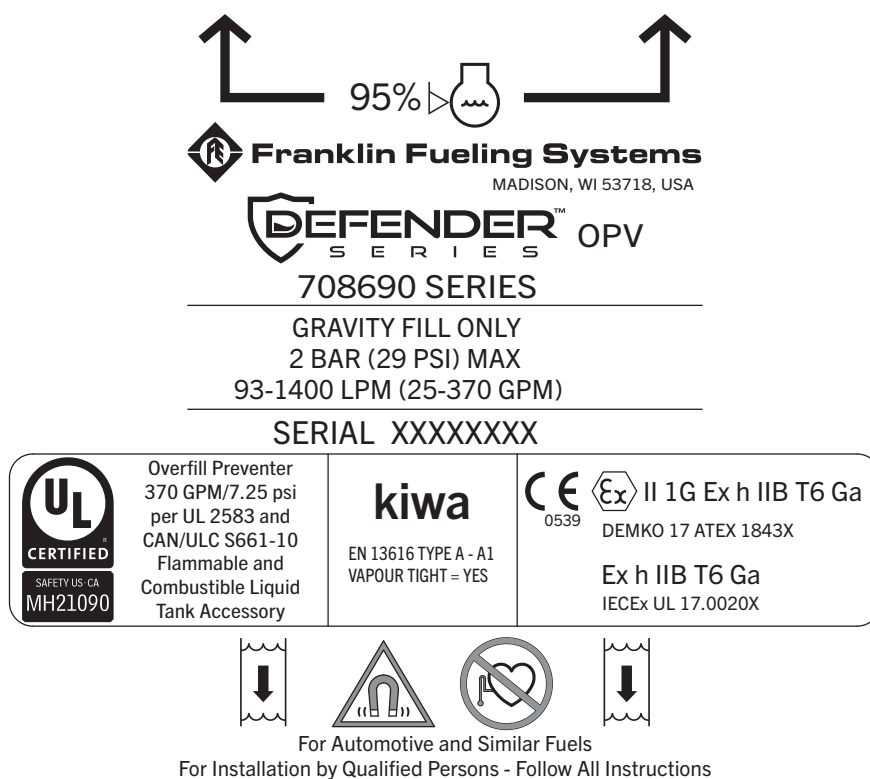 95%
FE Franklin Fueling Systems
MADISON, WI 53718, USA
DEFENDER™
SERIES
OPV
708690 SERIES
GRAVITY FILL ONLY
2 BAR (29 PSI) MAX
93-1400 LPM (25-370 GPM)
SERIAL XXXXXXXX
UL
®
CERTIFIED
SAFETY US-CA
MH21090
Overfill Preventer
370 GPM/7.25 psi
per UL 2583 and
CAN/ULC S661-10
Flammable and
Combustible Liquid
Tank Accessory
kiwa
EN 13616 TYPE A - A1
VAPOUR TIGHT = YES
CE
0539
Ex II 1G Ex h IIB T6 Ga
DEMKO 17 ATEX 1843X
Ex h IIB T6 Ga
IECEx UL 17.0020X
For Automotive and Similar Fuels
For Installation by Qualified Persons - Follow All Instructions